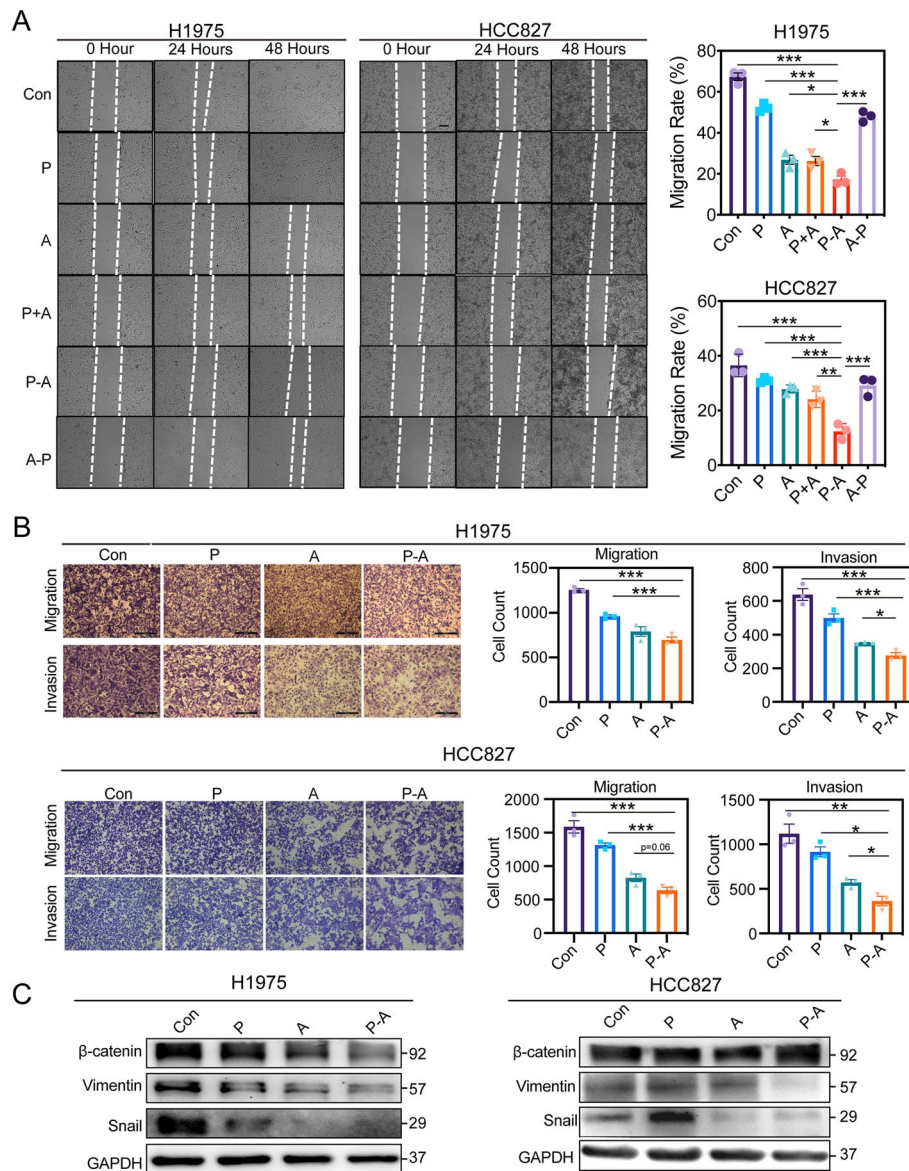 A
H1975
0 Hour 24 Hours 48 Hours
Con
P
A
P+A
P-A
A-P
HCC827
0 Hour 24 Hours 48 Hours
H1975
Migration Rate (%)
80
60
40
20
0
***
***
*
***
*
Con P A P+A P-A A-P
HCC827
Migration Rate (%)
60
40
20
0
***
***
***
***
**
Con P A P+A P-A A-P
B
H1975
Con P A P-A
Migration
Invasion
Migration
Cell Count
1500
1000
500
0
***
***
Con P A P-A
Invasion
Cell Count
800
600
400
200
0
***
***
*
Con P A P-A
HCC827
Con P A P-A
Migration
Invasion
Migration
Cell Count
2000
1500
1000
500
0
***
***
p=0.06
Con P A P-A
Invasion
Cell Count
1500
1000
500
0
**
*
*
Con P A P-A
C
H1975
Con P A P-A
β-catenin 92
Vimentin 57
Snail 29
GAPDH 37
HCC827
Con P A P-A
β-catenin 92
Vimentin 57
Snail 29
GAPDH 37